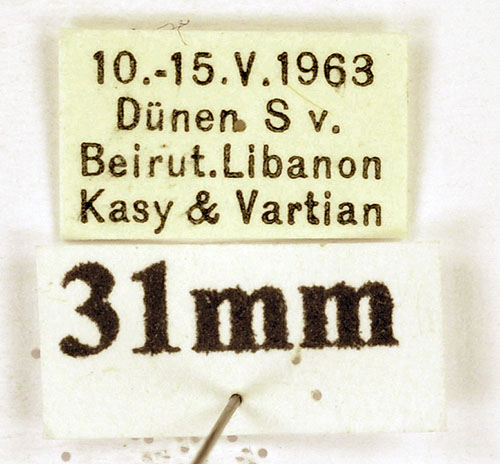 10.-15.V.1963
Dünen S v.
Beirut.Libanon
Kasy & Vartian
31mm